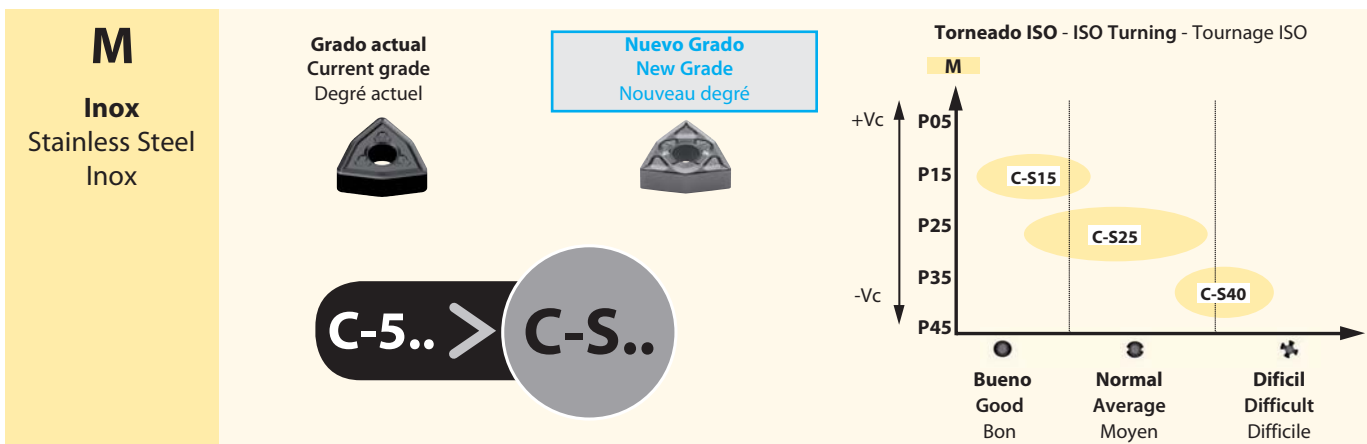 M
Inox
Stainless Steel
Inox
Grado actual
Current grade
Degré actuel
Nuevo Grado
New Grade
Nouveau degré
C-5.. > C-S..
Torneado ISO - ISO Turning - Tournage ISO
M
+Vc
-Vc
P05
P15
P25
P35
P45
C-S15
C-S25
C-S40
Bueno
Good
Bon
Normal
Average
Moyen
Dificil
Difficult
Difficile